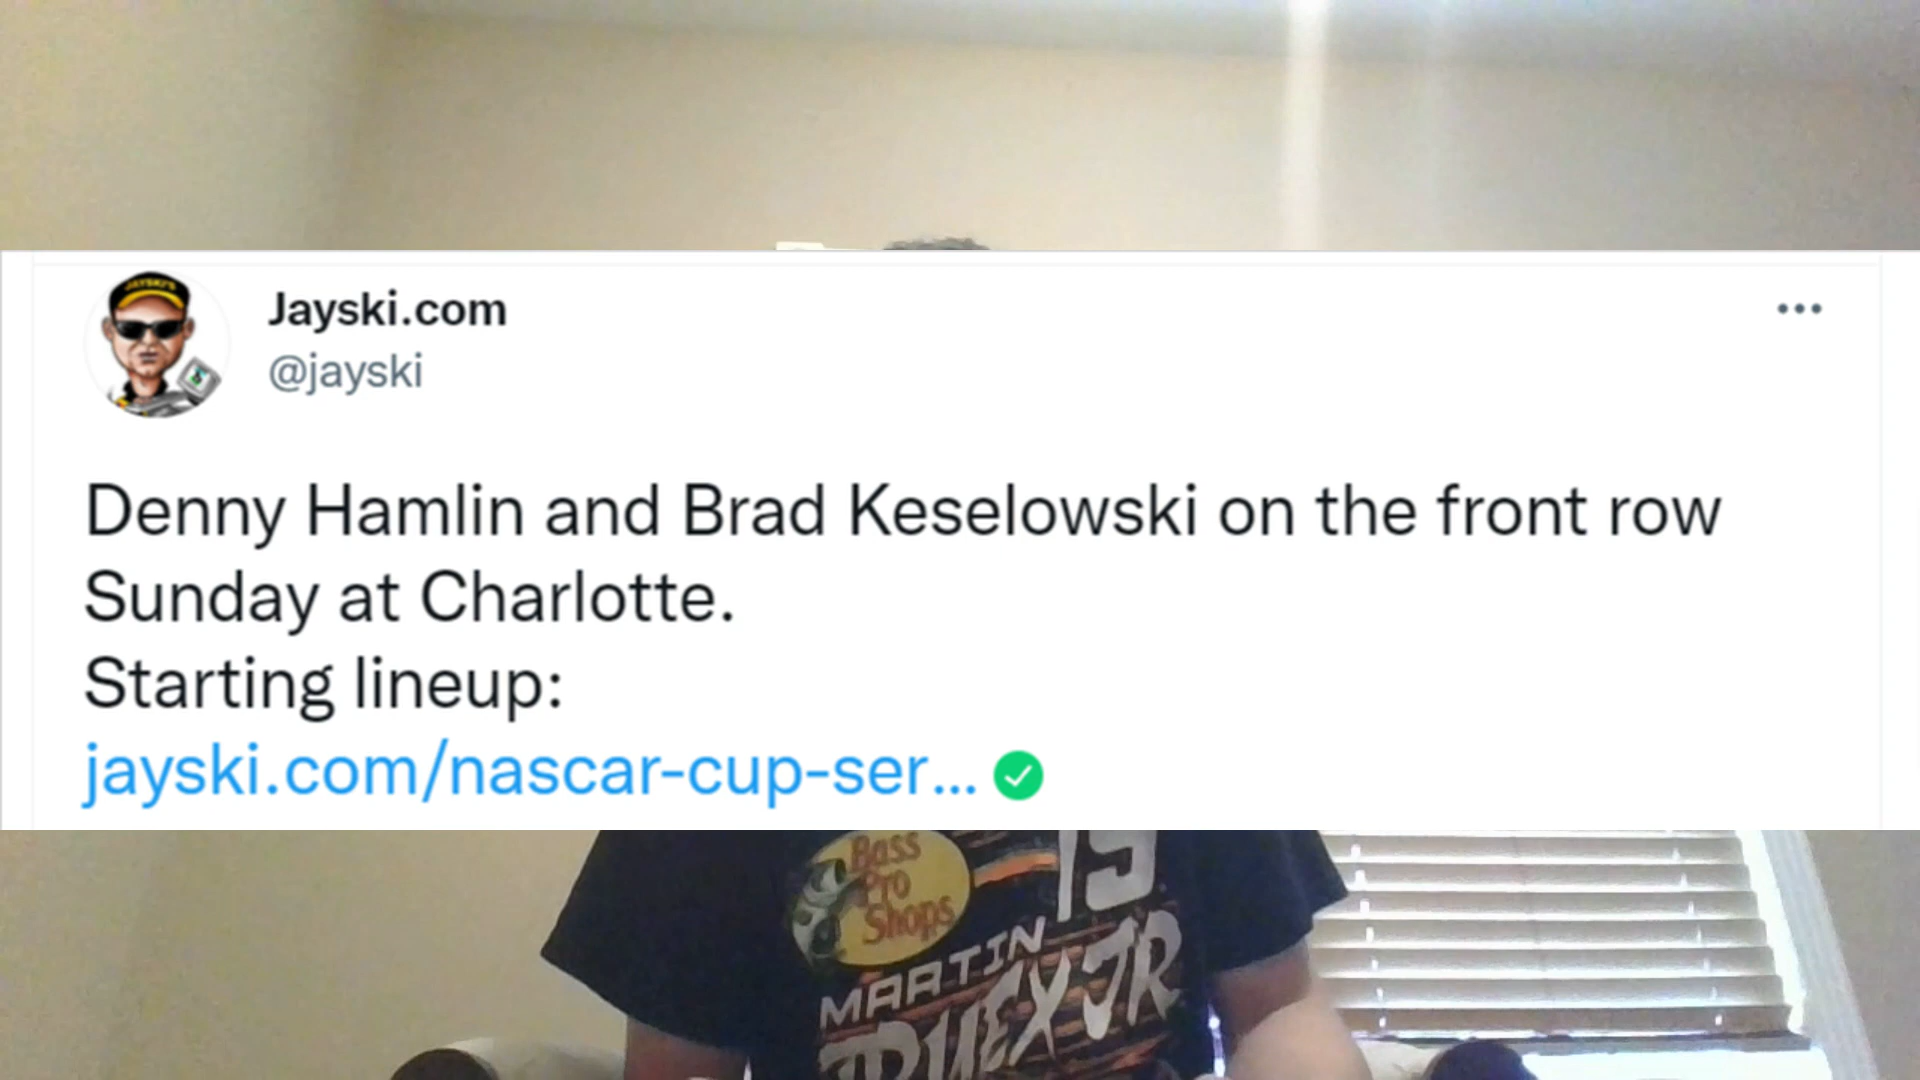 JAYSKI'S
Jayski.com
@jayski
Denny Hamlin and Brad Keselowski on the front row
Sunday at Charlotte.
Starting lineup:
jayski.com/nascar-cup-ser...
Bass
Pro
Shops
19
MARTIN
TRUEX JR